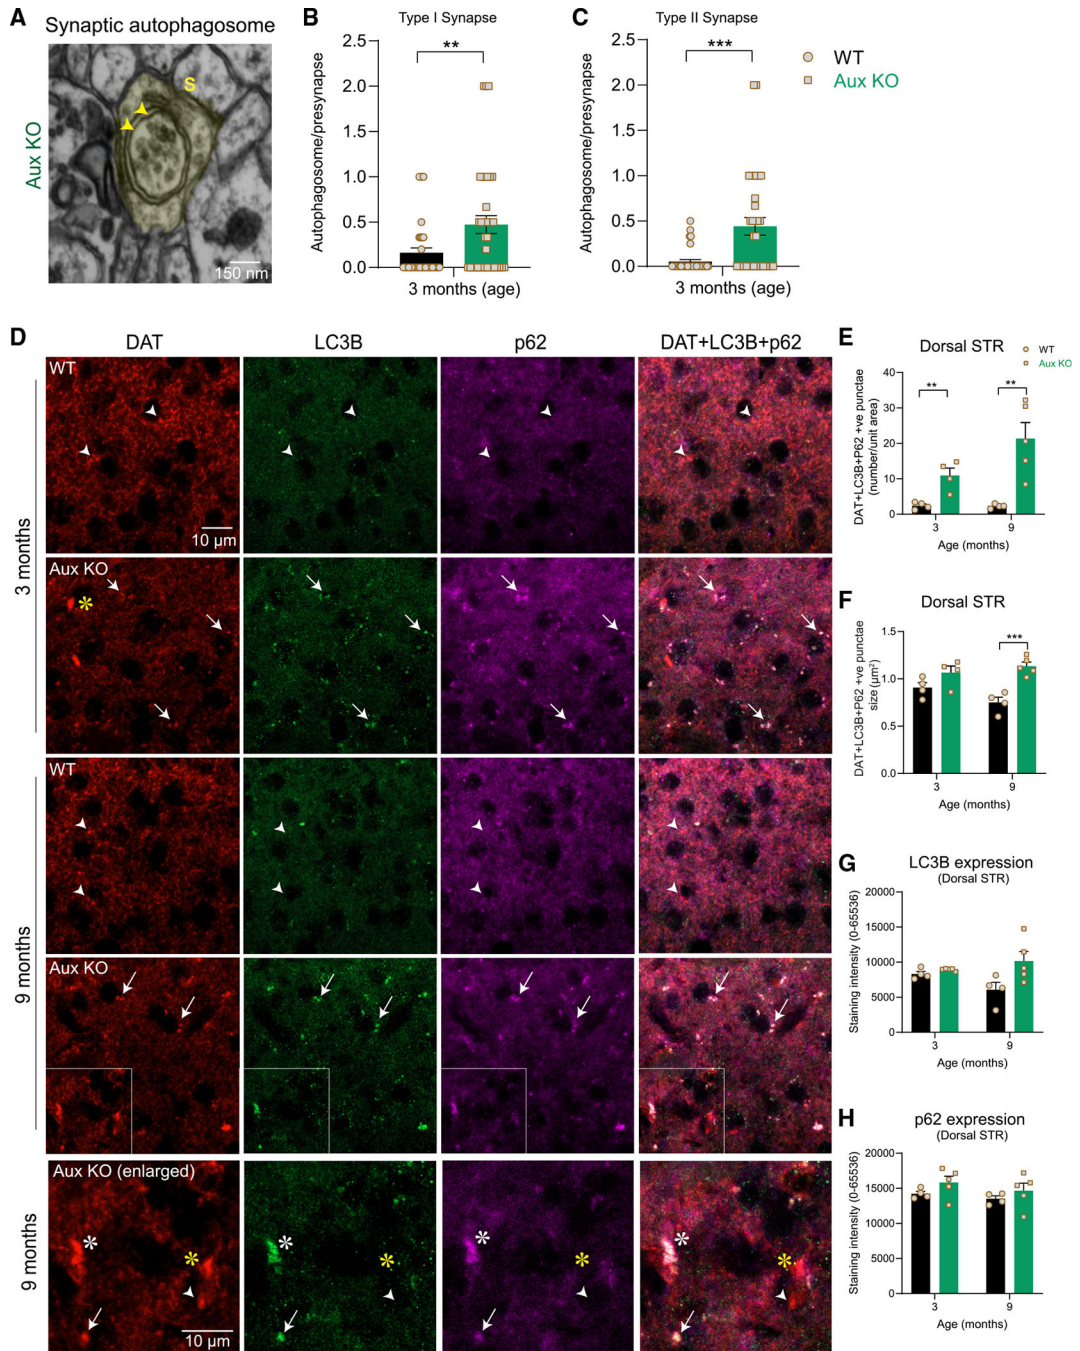 A
Synaptic autophagosome
Aux KO
S
150 nm
B
Type I Synapse
Autophagosome/presynapse
2.5
2.0
1.5
1.0
0.5
0.0
**
3 months (age)
C
Type II Synapse
Autophagosome/presynapse
2.5
2.0
1.5
1.0
0.5
0.0
***
3 months (age)
WT
Aux KO
D
DAT LC3B p62 DAT+LC3B+p62
3 months
WT
10 μm
Aux KO
*
9 months
WT
Aux KO
9 months
Aux KO (enlarged)
* * * *
* * * *
10 μm
E
Dorsal STR
WT
Aux KO
DAT+LC3B+P62 +ve punctae
(number/unit area)
40
30
20
10
0
** **
3 9
Age (months)
F
Dorsal STR
DAT+LC3B+P62 +ve punctae
size (μm²)
1.5
1.0
0.5
0.0
***
3 9
Age (months)
G
LC3B expression
(Dorsal STR)
Staining intensity (0-65536)
20000
15000
10000
5000
0
3 9
Age (months)
H
p62 expression
(Dorsal STR)
Staining intensity (0-65536)
20000
15000
10000
5000
0
3 9
Age (months)